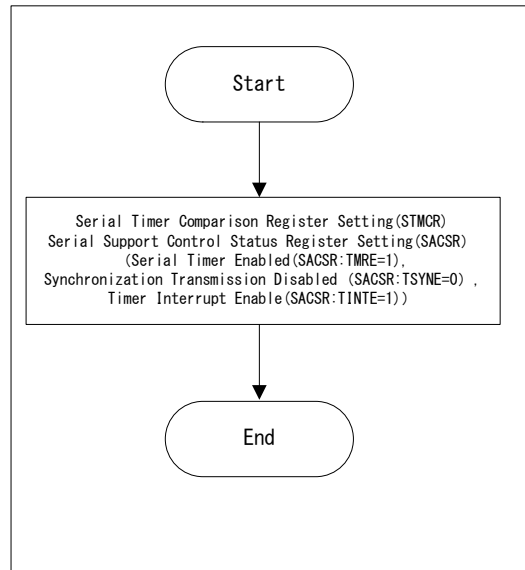 Start
Serial Timer Comparison Register Setting(STMCR)
Serial Support Control Status Register Setting(SACSR)
(Serial Timer Enabled(SACSR:TMRE=1),
Synchronization Transmission Disabled (SACSR:TSYNE=0) ,
Timer Interrupt Enable(SACSR:TINTE=1))
End